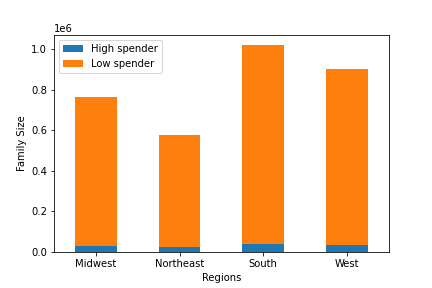 1e6
High spender
Low spender
1.0
0.8
0.6
0.4
0.2
0.0
Family Size
Midwest Northeast South West
Regions